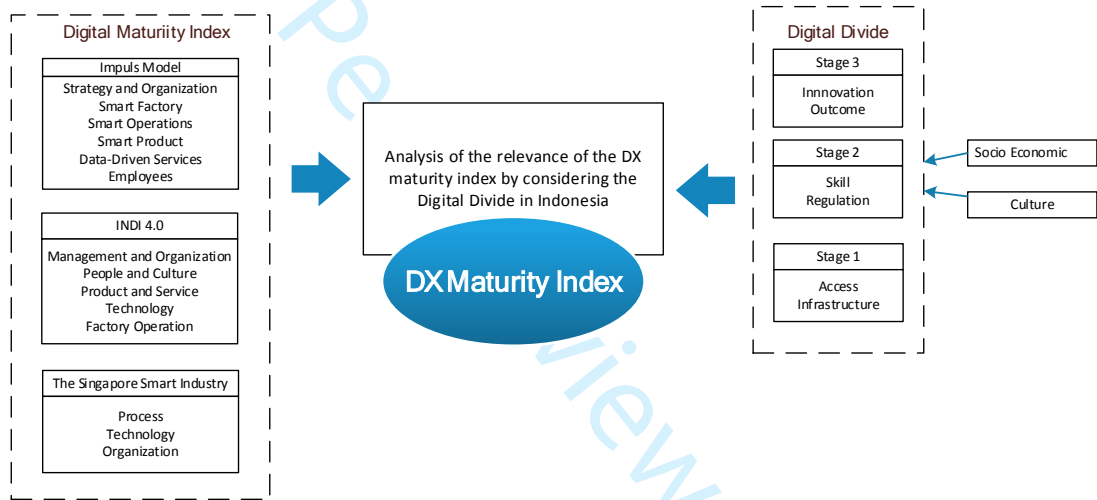 Digital Maturiity Index
Impuls Model
Strategy and Organization
Smart Factory
Smart Operations
Smart Product
Data-Driven Services
Employees
INDI 4.0
Management and Organization
People and Culture
Product and Service
Technology
Factory Operation
The Singapore Smart Industry
Process
Technology
Organization
Analysis of the relevance of the DX
maturity index by considering the
Digital Divide in Indonesia
DX Maturity Index
Digital Divide
Stage 3
Innnovation
Outcome
Stage 2
Skill
Regulation
Stage 1
Access
Infrastructure
Socio Economic
Culture
Pe
view